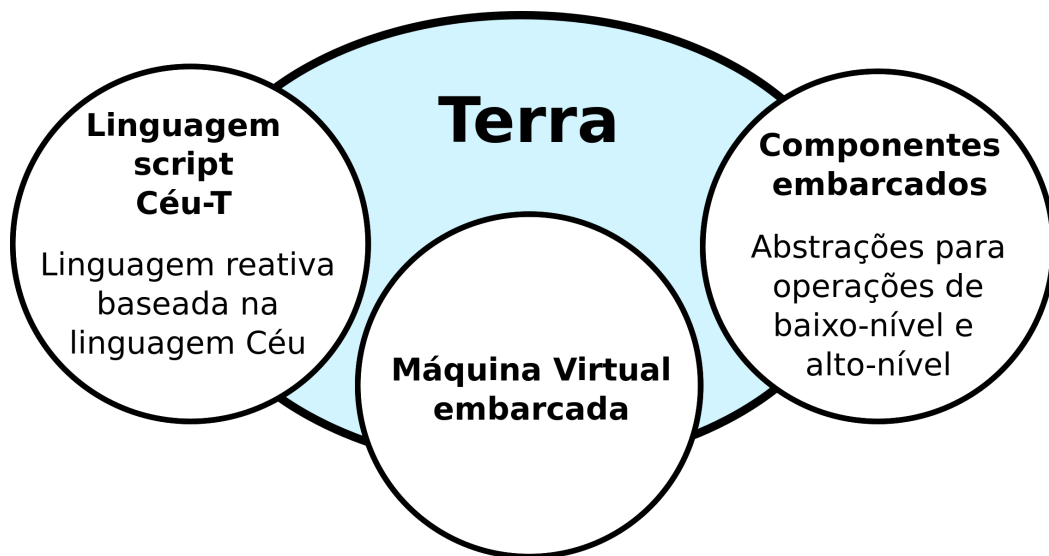 Terra
Linguagem
script
Céu-T
Linguagem reativa
baseada na
linguagem Céu
Máquina Virtual
embarcada
Componentes
embarcados
Abstrações para
operações de
baixo-nível e
alto-nível